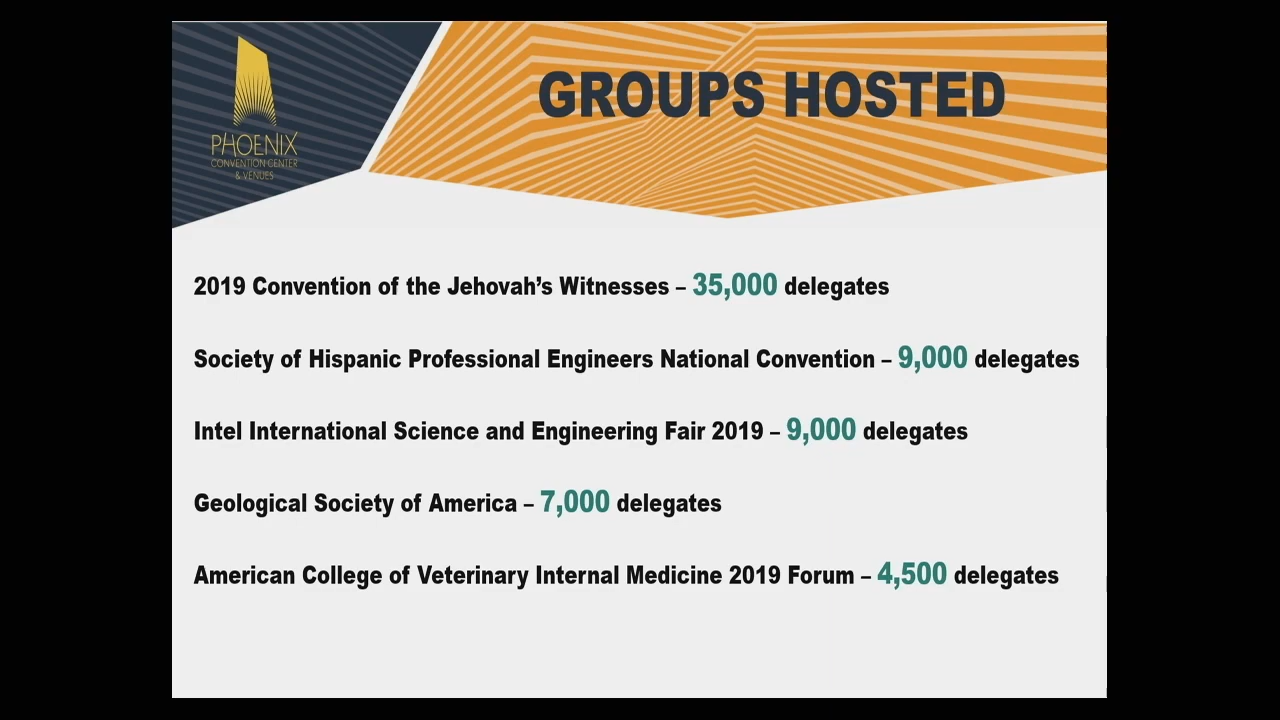 PHOENIX
CONVENTION CENTER
& VENUES
GROUPS HOSTED
2019 Convention of the Jehovah’s Witnesses – 35,000 delegates
Society of Hispanic Professional Engineers National Convention – 9,000 delegates
Intel International Science and Engineering Fair 2019 – 9,000 delegates
Geological Society of America – 7,000 delegates
American College of Veterinary Internal Medicine 2019 Forum – 4,500 delegates